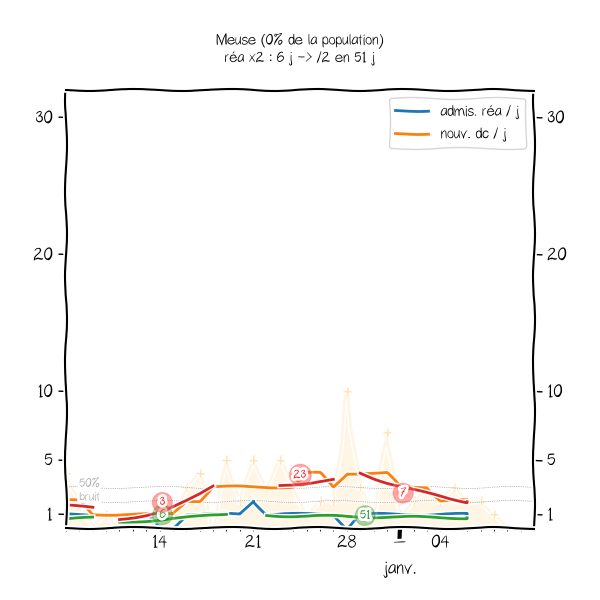 Meuse (0% de la population)
réa x2 : 6 j -> /2 en 51 j
admis. réa / j
nouv. dc / j
30 30
20 20
10 10
5 5
1 1
50%
bruit
3
6
23
7
51
14 21 28 1 04
janv.